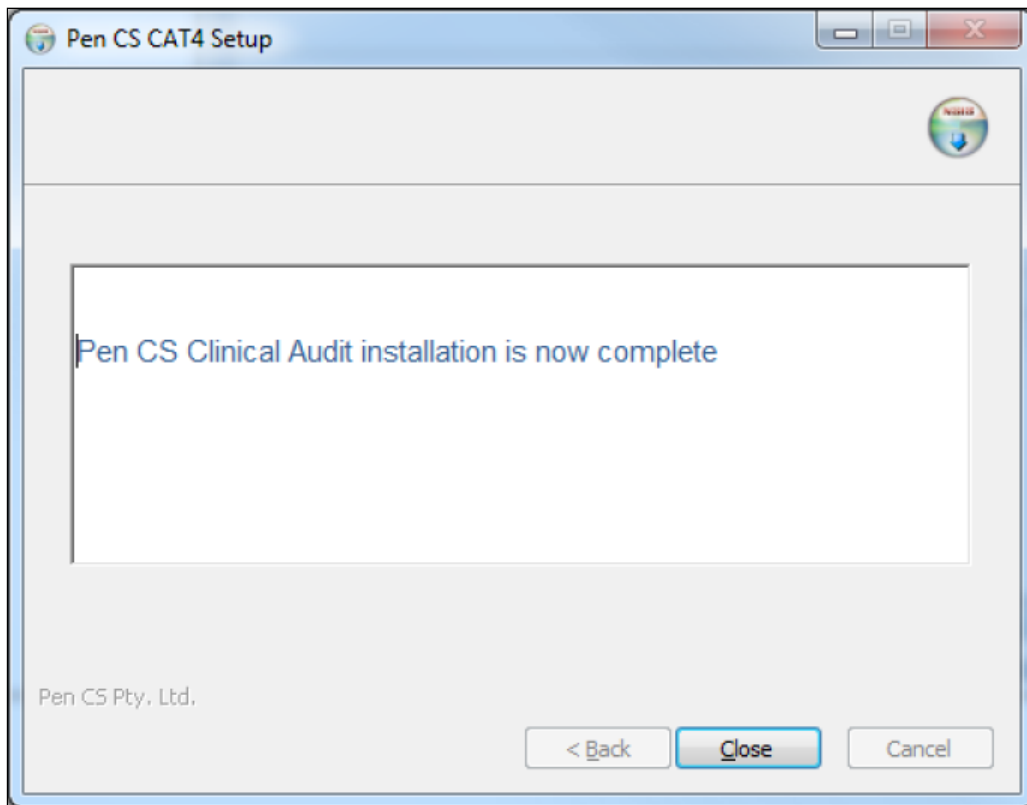 Pen CS CAT4 Setup
Pen CS Clinical Audit installation is now complete
Pen CS Pty. Ltd.
< Back
Close
Cancel